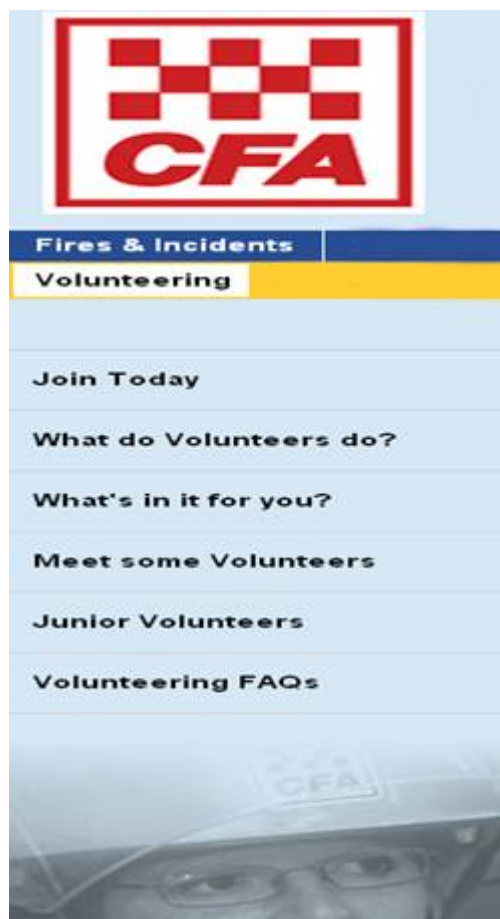 CFA
Fires & Incidents
Volunteering
Join Today
What do Volunteers do?
What's in it for you?
Meet some Volunteers
Junior Volunteers
Volunteering FAQs
CFA